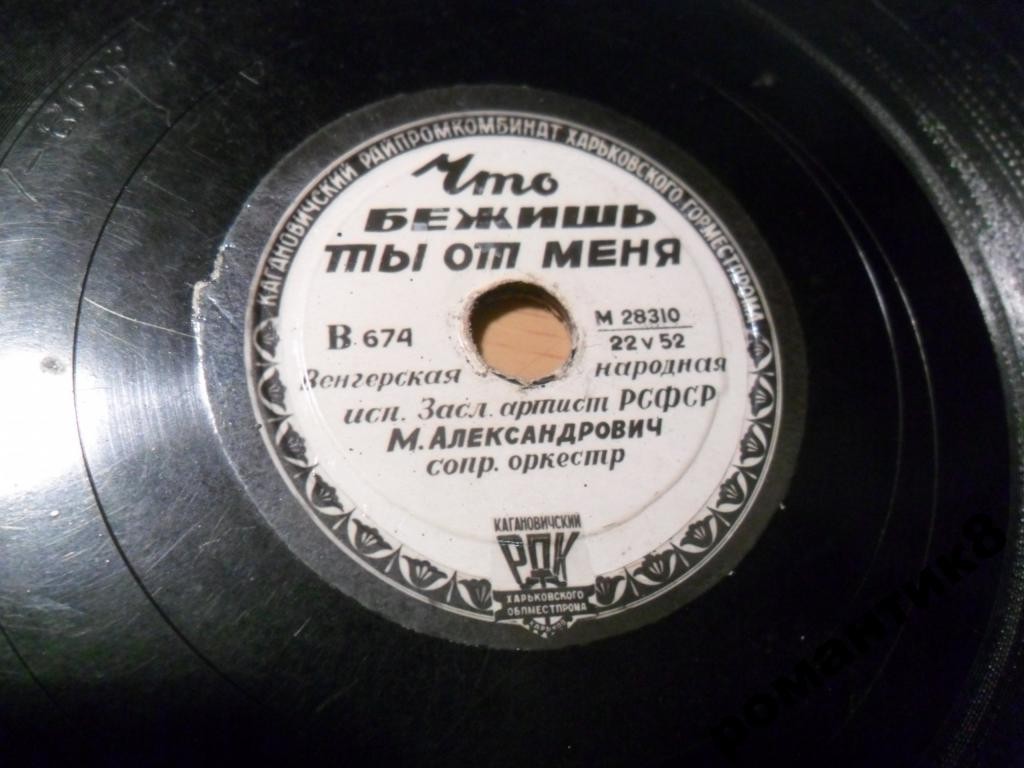 КАГАНОВИЧСКИЙ РАЙПРОМКОМБИНАТ ХАРЬКОВСКОГО ГОРМЕСТПРОМА
Что
БЕЖИШЬ
ТЫ ОТ МЕНЯ
В 674
М 28310
22 V 52
Венгерская народная
исп. Засл. артист РСФСР
М. АЛЕКСАНДРОВИЧ
сопр. оркестр
КАГАНОВИЧСКИЙ
РПК
ХАРЬКОВСКОГО
ОБЛМЕСТПРОМА
ХАРЬКОВ
романтик8